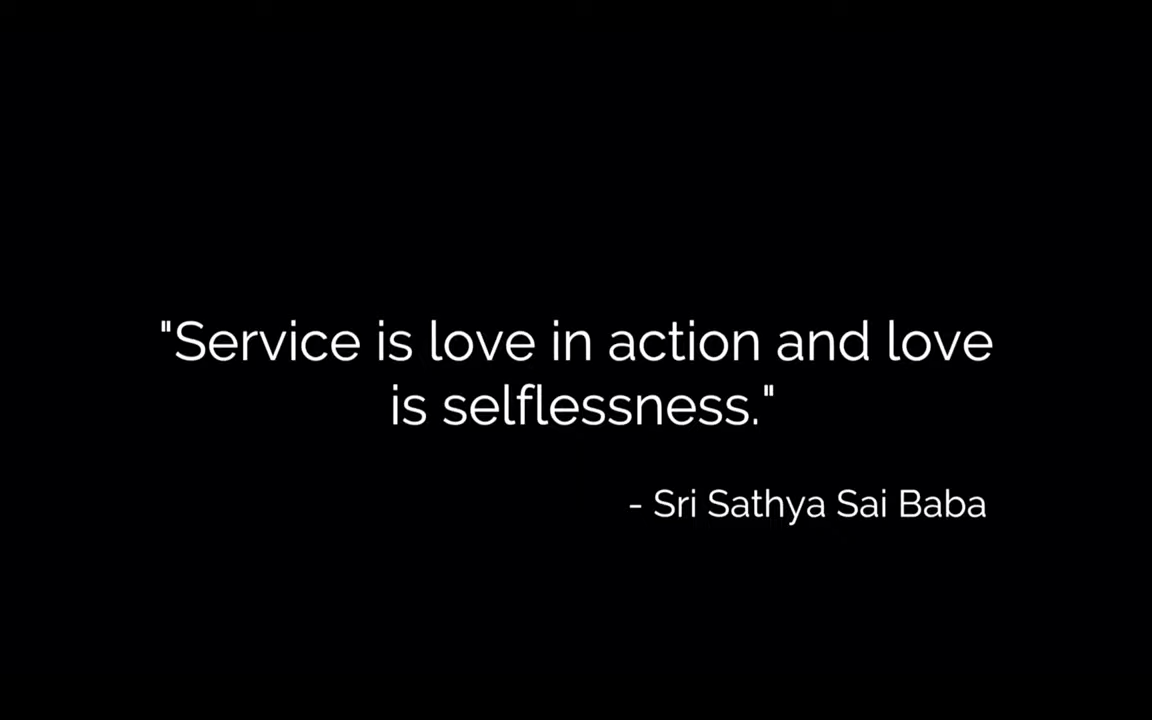 "Service is love in action and love
is selflessness."
- Sri Sathya Sai Baba